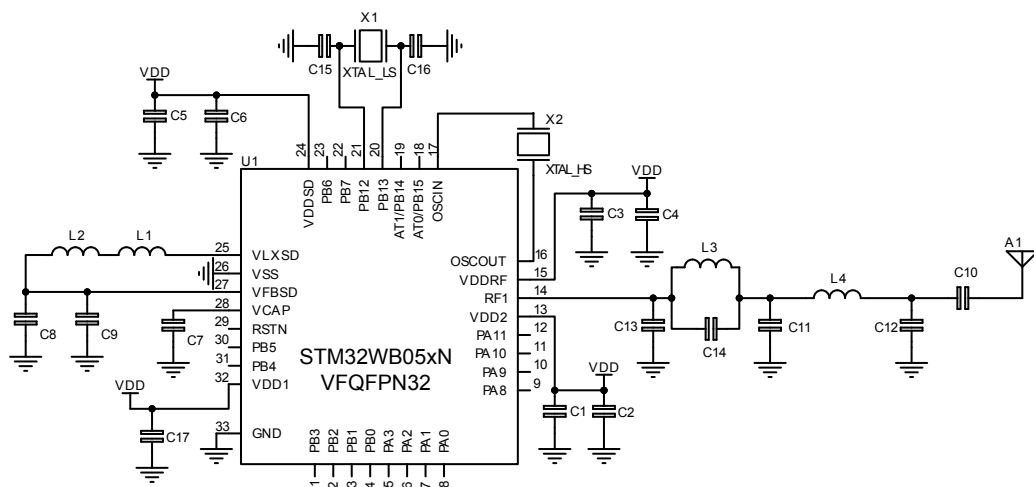 X1
C15
C16
XTAL_LS
VDD
C5
C6
X2
XTAL_HS
U1
24
23
22
21
20
19
18
17
VDDSD
PB6
PB7
PB12
PB13
AT1/PB14
AT0/PB15
OSCIN
VDD
C3
C4
L2
L1
25
VLXSD
26
VSS
27
VFBSD
28
VCAP
29
RSTN
30
PB5
31
PB4
32
VDD1
33
GND
C8
C9
C7
VDD
C17
OSCOUT
16
VDDRF
15
RF1
14
VDD2
13
PA11
12
PA10
11
PA9
10
PA8
9
STM32WB05xN
VFQFPN32
L3
C14
C13
L4
C11
C12
C10
A1
VDD
C1
C2
PB3
PB2
PB1
PB0
PA3
PA2
PA1
PA0
1
2
3
4
5
6
7
8